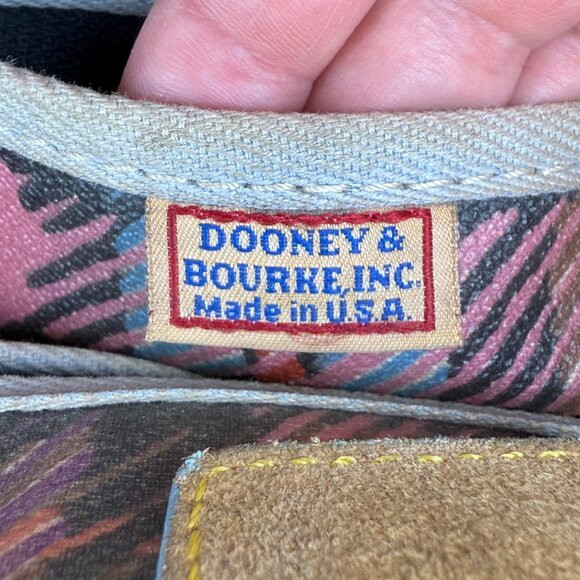 DOONEY &
BOURKE, INC.
Made in U.S.A.